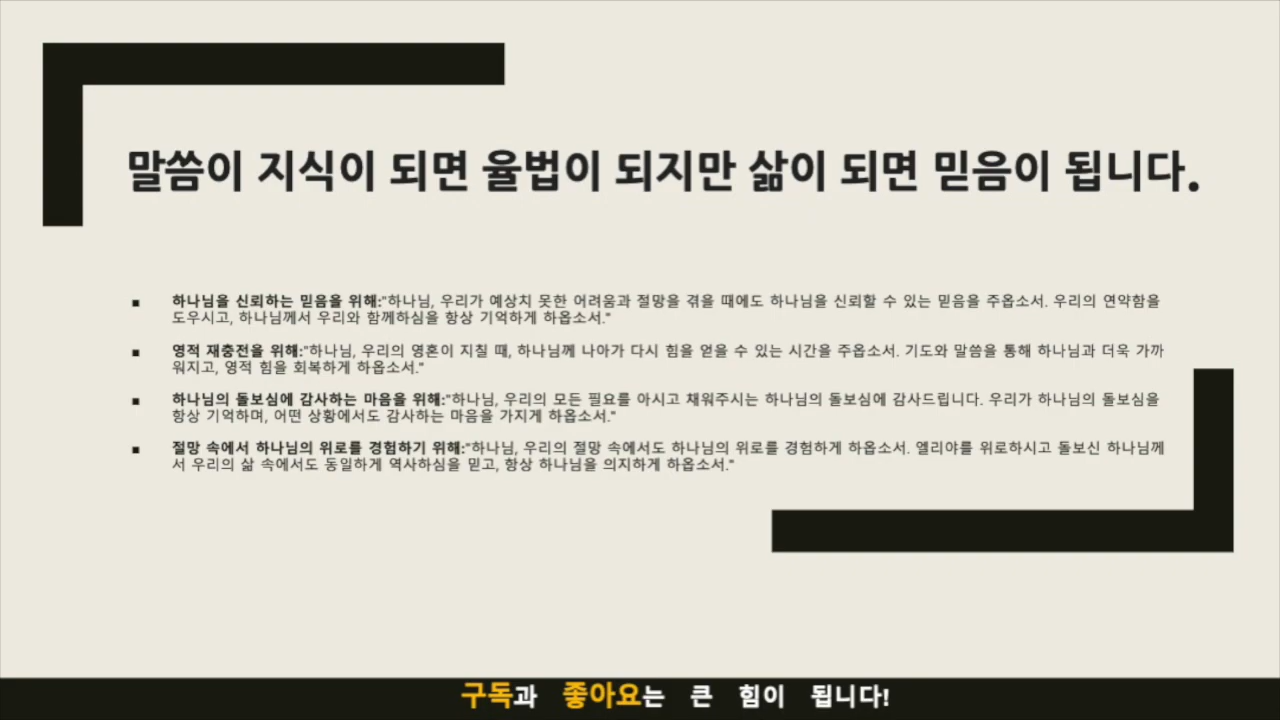 말씀이 지식이 되면 율법이 되지만 삶이 되면 믿음이 됩니다.
▪ 하나님을 신뢰하는 믿음을 위해:"하나님, 우리가 예상치 못한 어려움과 절망을 겪을 때에도 하나님을 신뢰할 수 있는 믿음을 주옵소서. 우리의 연약함을
도우시고, 하나님께서 우리와 함께하심을 항상 기억하게 하옵소서."
▪ 영적 재충전을 위해:"하나님, 우리의 영혼이 지칠 때, 하나님께 나아가 다시 힘을 얻을 수 있는 시간을 주옵소서. 기도와 말씀을 통해 하나님과 더욱 가까
워지고, 영적 힘을 회복하게 하옵소서."
▪ 하나님의 돌보심에 감사하는 마음을 위해:"하나님, 우리의 모든 필요를 아시고 채워주시는 하나님의 돌보심에 감사드립니다. 우리가 하나님의 돌보심을
항상 기억하며, 어떤 상황에서도 감사하는 마음을 가지게 하옵소서."
▪ 절망 속에서 하나님의 위로를 경험하기 위해:"하나님, 우리의 절망 속에서도 하나님의 위로를 경험하게 하옵소서. 엘리야를 위로하시고 돌보신 하나님께
서 우리의 삶 속에서도 동일하게 역사하심을 믿고, 항상 하나님을 의지하게 하옵소서."
구독과 좋아요는 큰 힘이 됩니다!